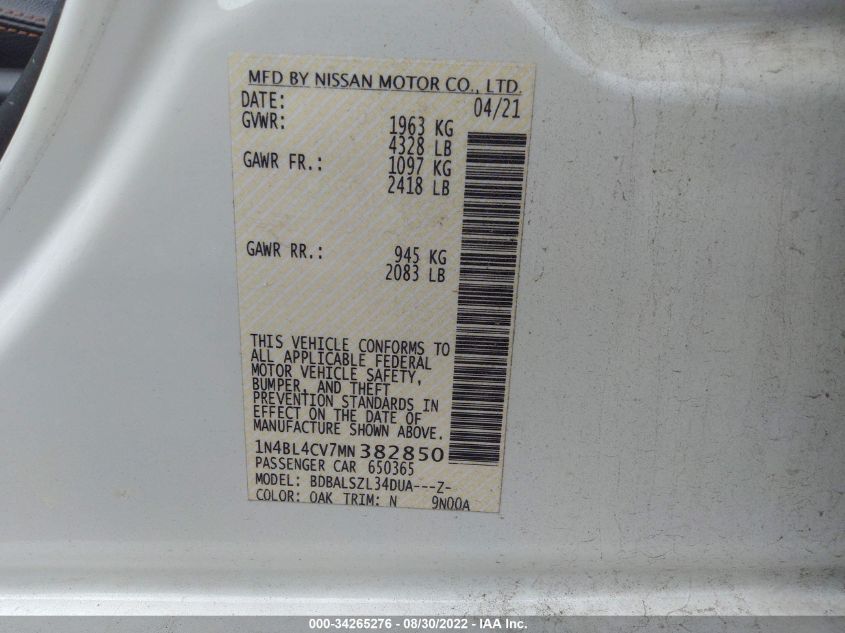 MFD BY NISSAN MOTOR CO., LTD.
DATE: 04/21
GVWR: 1963 KG
4328 LB
GAWR FR.: 1097 KG
2418 LB
GAWR RR.: 945 KG
2083 LB
THIS VEHICLE CONFORMS TO
ALL APPLICABLE FEDERAL
MOTOR VEHICLE SAFETY,
BUMPER, AND THEFT
PREVENTION STANDARDS IN
EFFECT ON THE DATE OF
MANUFACTURE SHOWN ABOVE.
1N4BL4CV7MN382850
PASSENGER CAR 650365
MODEL: BDBALSZL34DUA---Z-
COLOR: QAK TRIM: N 9N00A
000-34265276 - 08/30/2022 - IAA Inc.